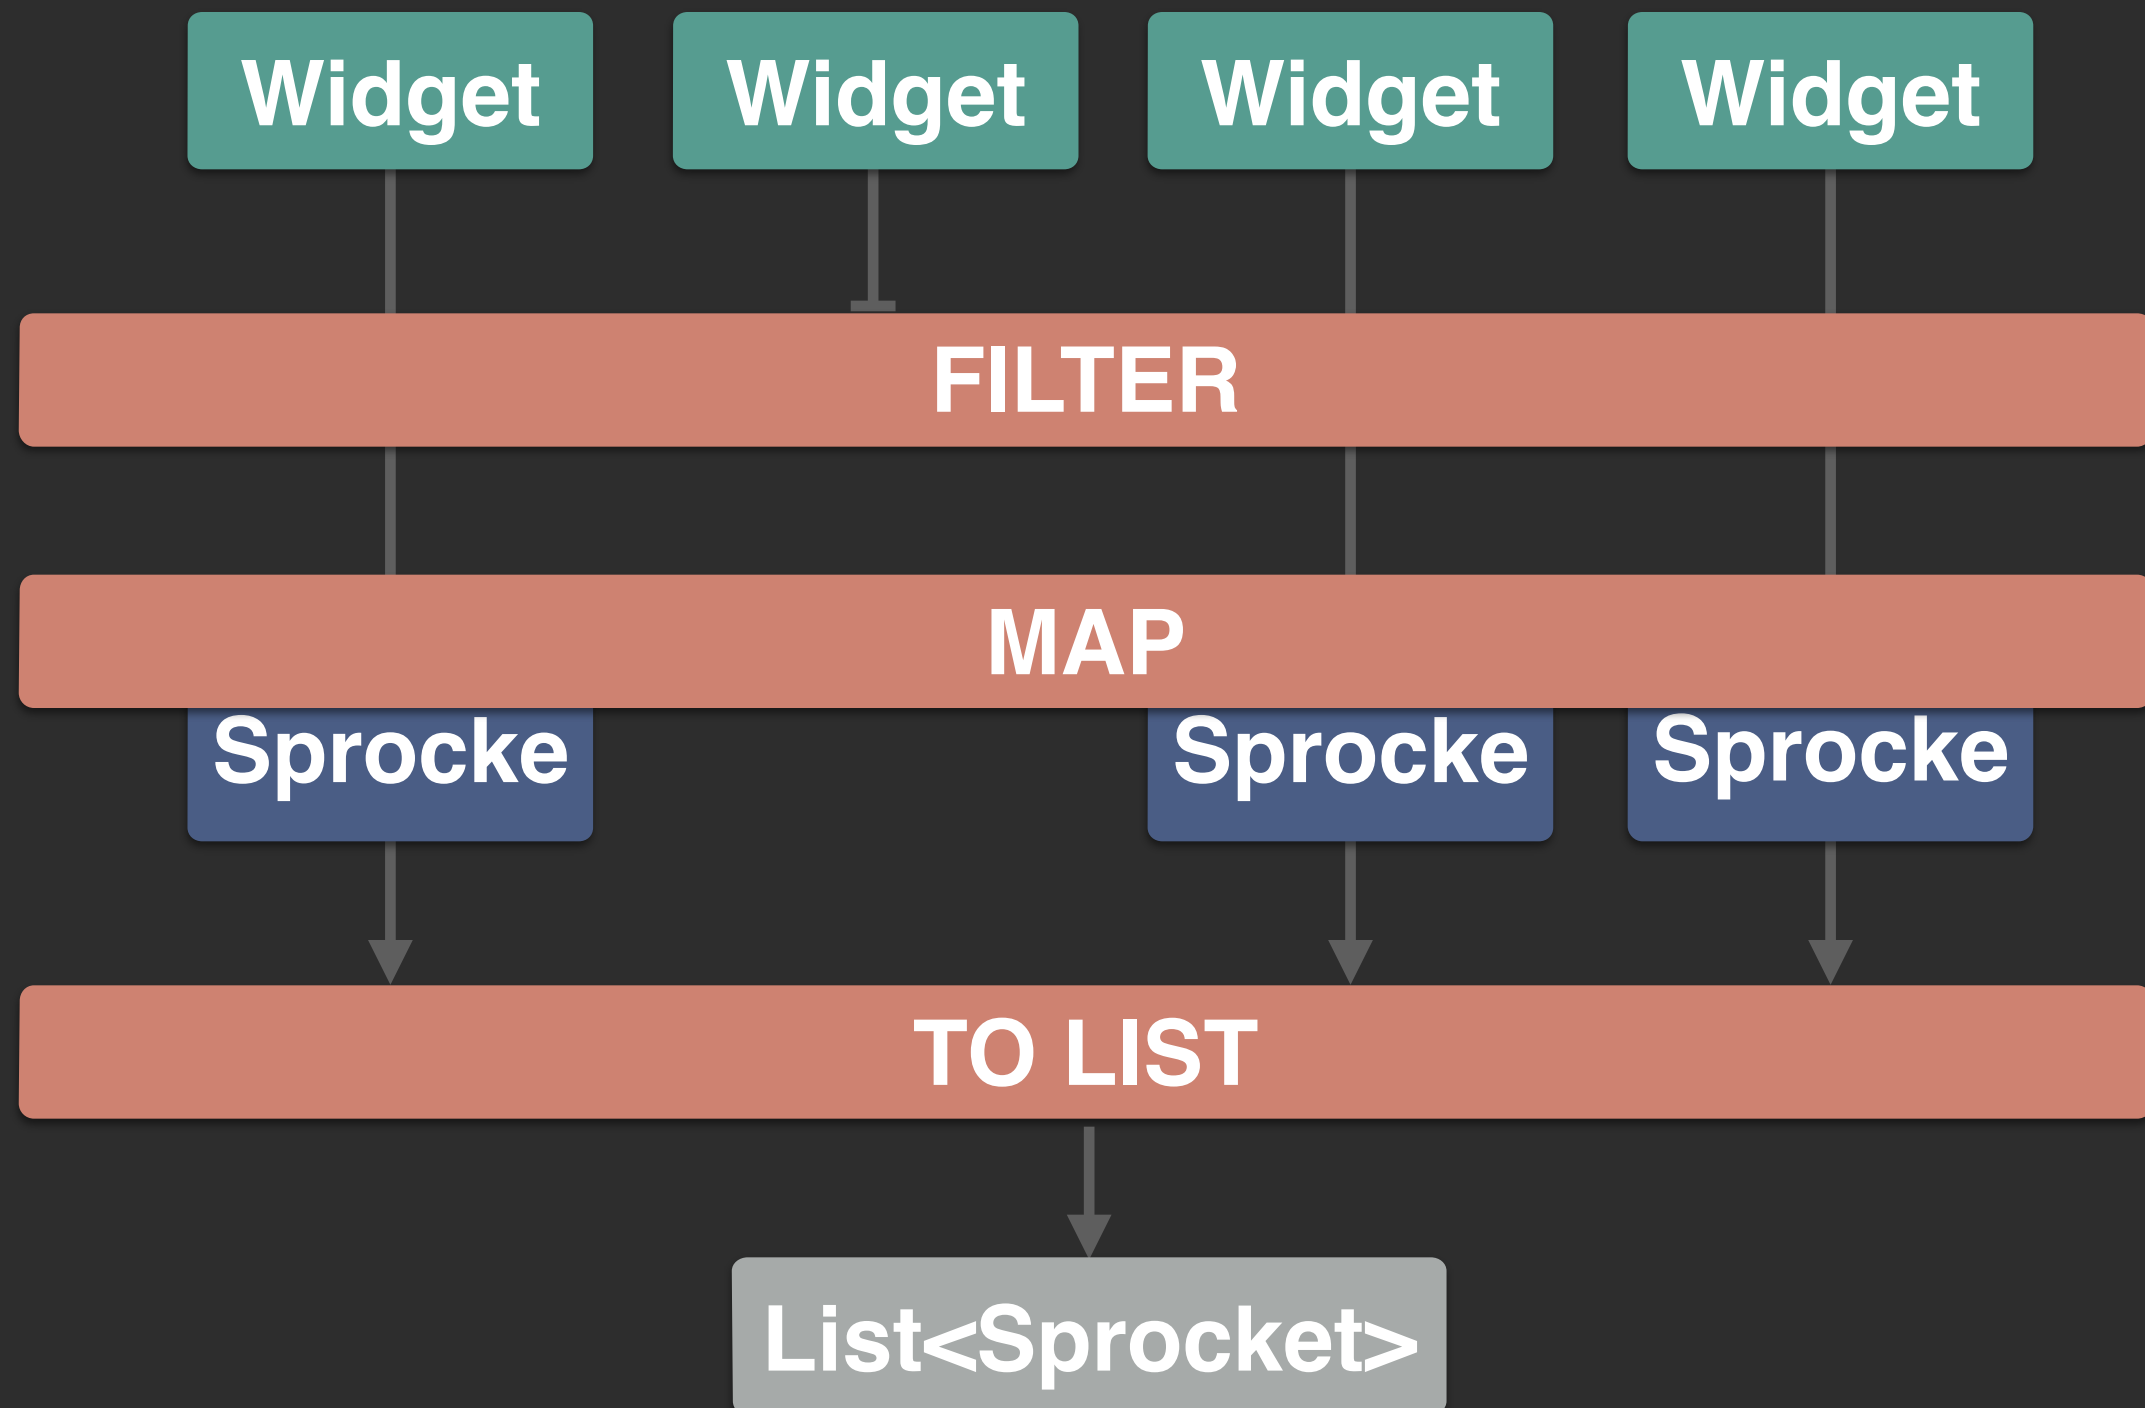 Widget Widget Widget Widget
FILTER
MAP
Sprocke Sprocke Sprocke
TO LIST
List<Sprocket>